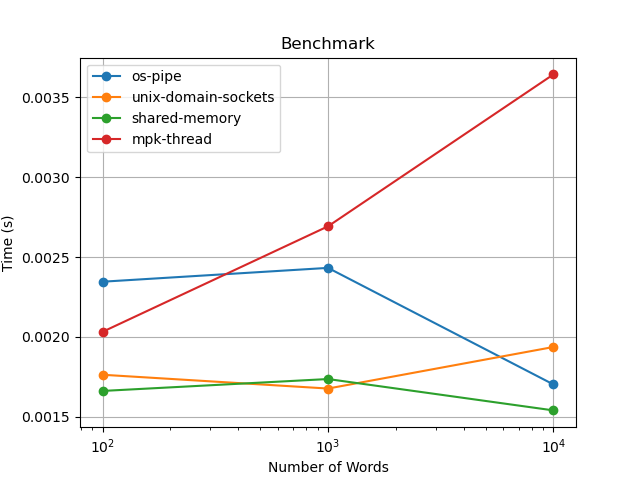 Benchmark
os-pipe
unix-domain-sockets
shared-memory
mpk-thread
Time (s)
0.0035
0.0030
0.0025
0.0020
0.0015
10²
10³
10⁴
Number of Words